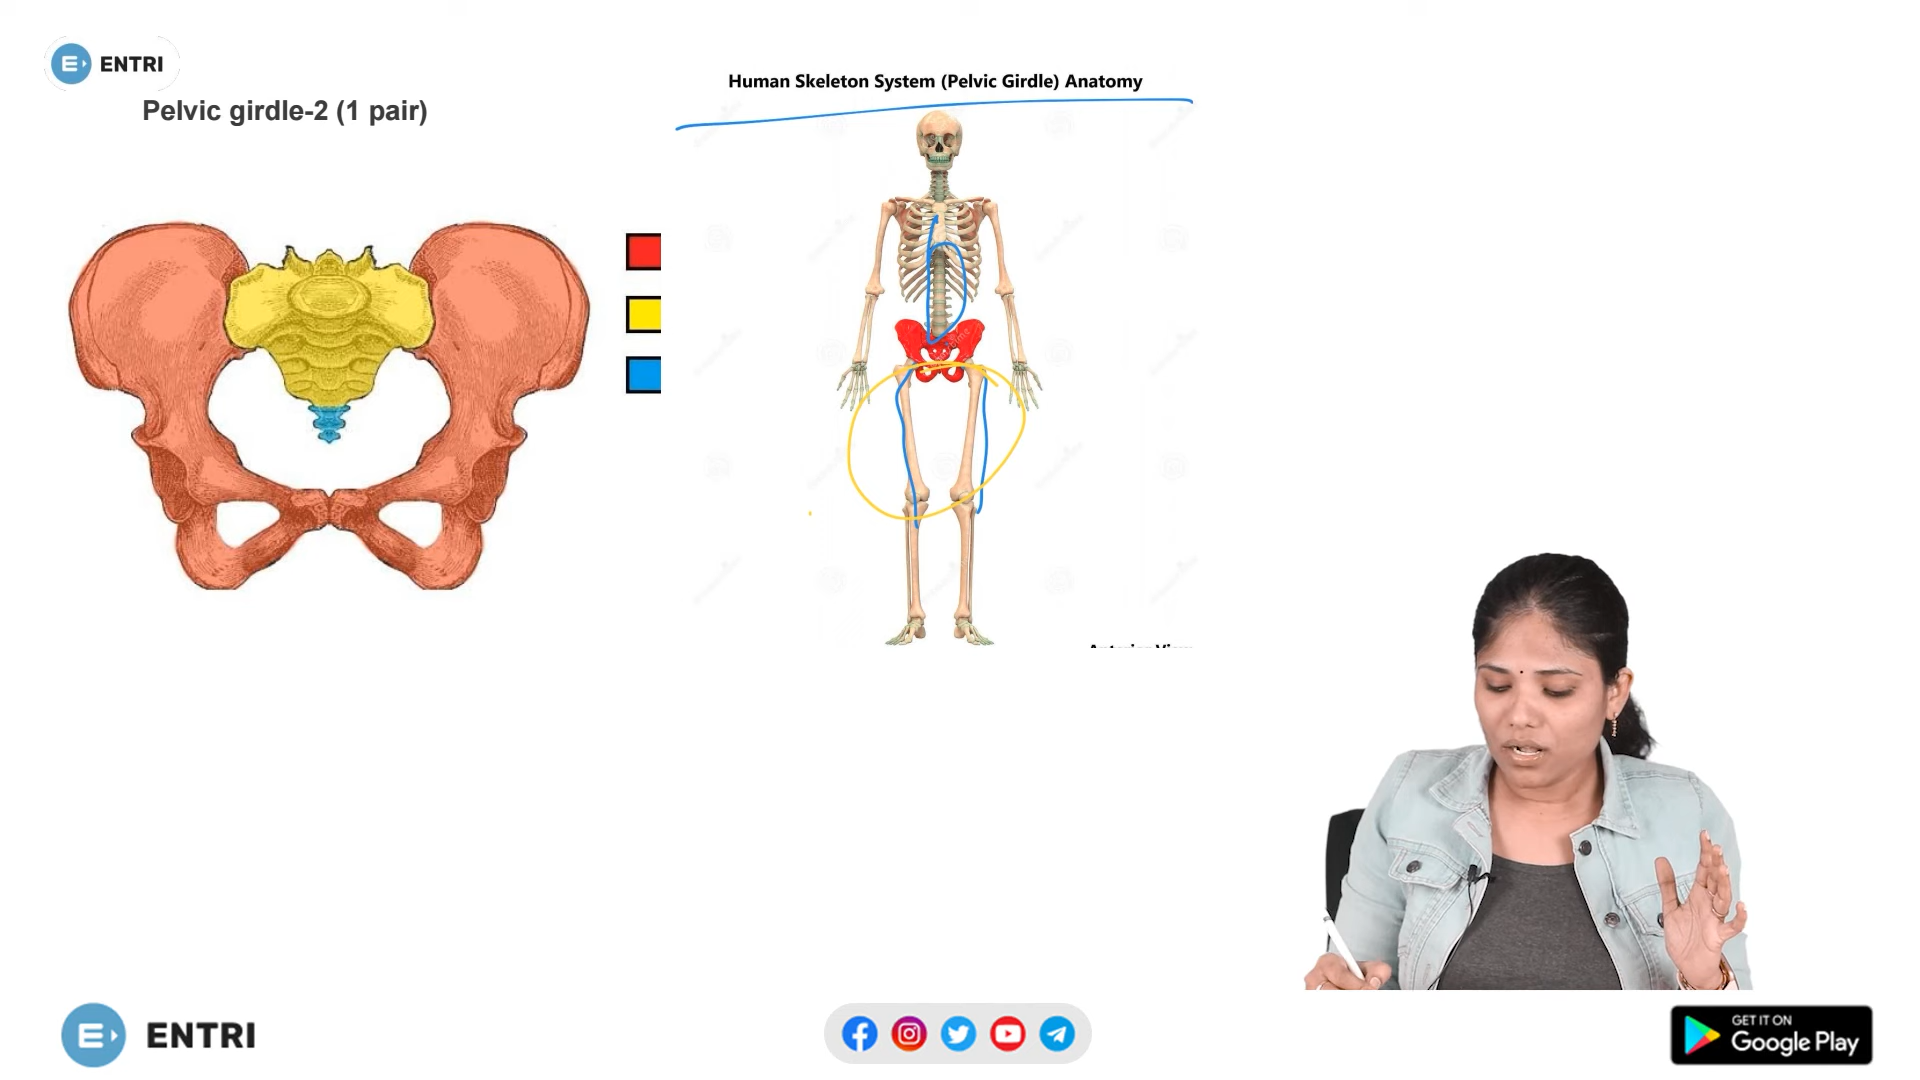 ENTRI
Human Skeleton System (Pelvic Girdle) Anatomy
Pelvic girdle-2 (1 pair)
ENTRI
GET IT ON
Google Play